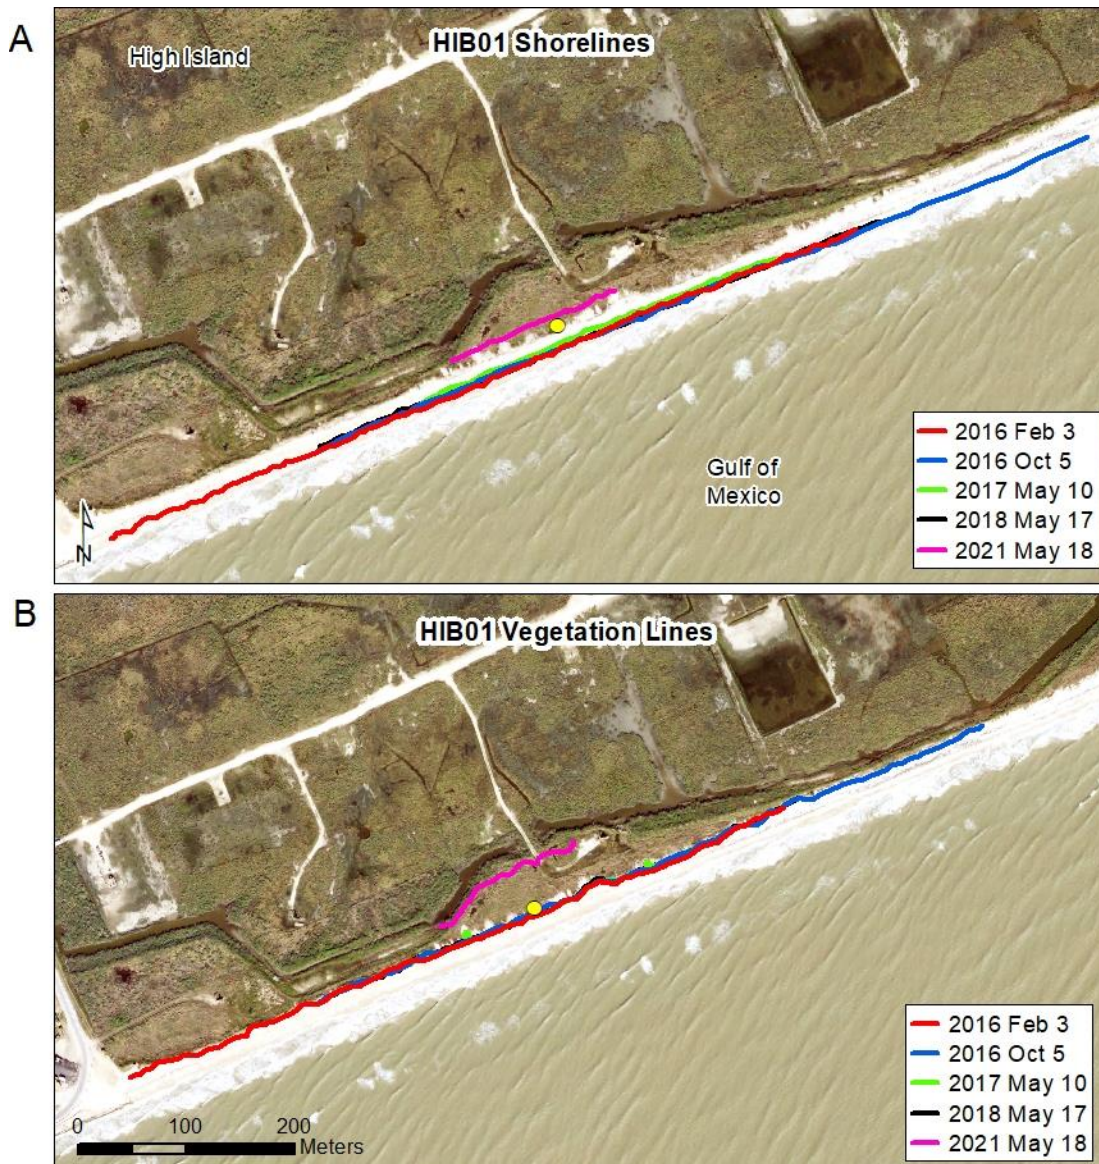 A
HIB01 Shorelines
High Island
Gulf of
Mexico
N
2016 Feb 3
2016 Oct 5
2017 May 10
2018 May 17
2021 May 18
B
HIB01 Vegetation Lines
2016 Feb 3
2016 Oct 5
2017 May 10
2018 May 17
2021 May 18
0 100 200
Meters